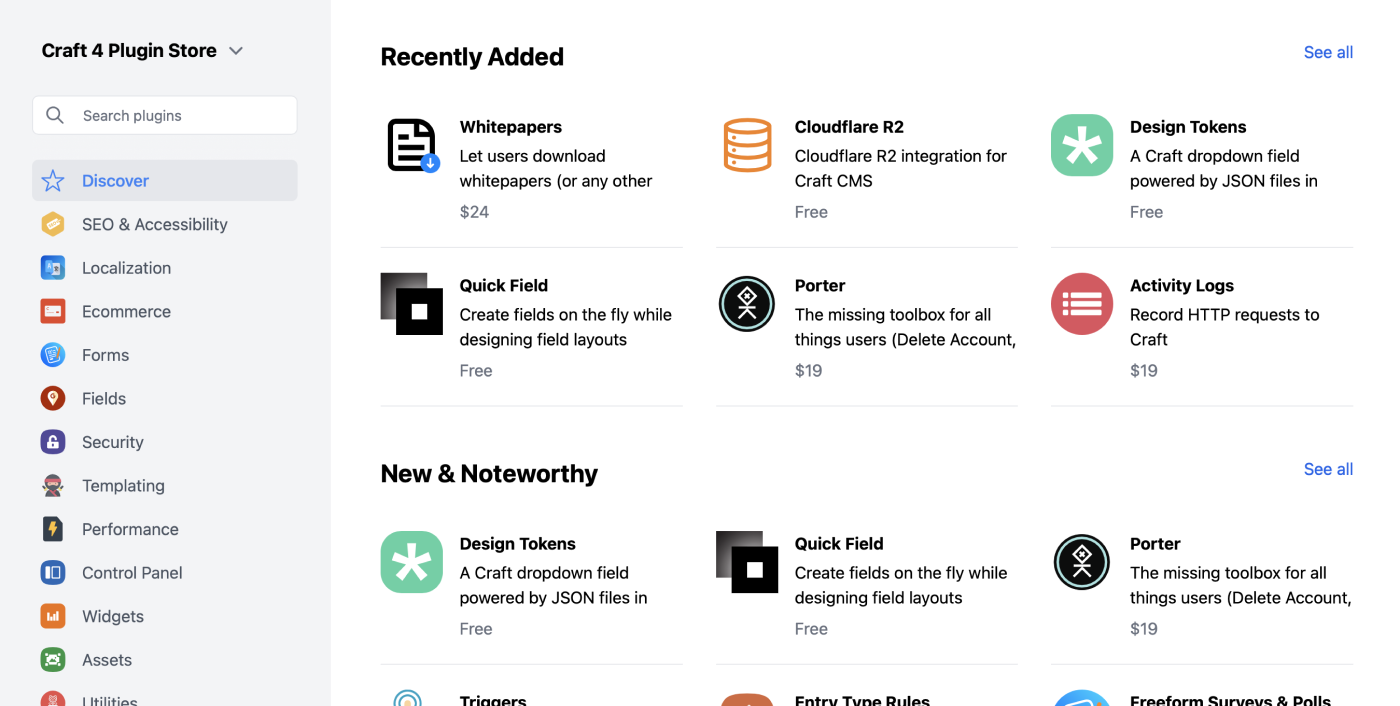 Craft 4 Plugin Store
Search plugins
Discover
SEO & Accessibility
Localization
Ecommerce
Forms
Fields
Security
Templating
Performance
Control Panel
Widgets
Assets
Utilities
Recently Added
See all
Whitepapers
Let users download
whitepapers (or any other
$24
Cloudflare R2
Cloudflare R2 integration for
Craft CMS
Free
Design Tokens
A Craft dropdown field
powered by JSON files in
Free
Quick Field
Create fields on the fly while
designing field layouts
Free
Porter
The missing toolbox for all
things users (Delete Account,
$19
Activity Logs
Record HTTP requests to
Craft
$19
New & Noteworthy
See all
Design Tokens
A Craft dropdown field
powered by JSON files in
Free
Quick Field
Create fields on the fly while
designing field layouts
Free
Porter
The missing toolbox for all
things users (Delete Account,
$19
Triggers
Entry Type Rules
Freeform Surveys & Polls